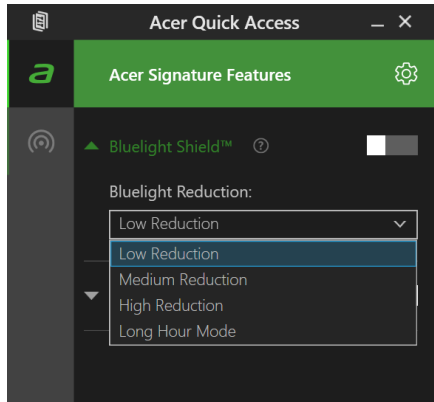 Acer Quick Access
a
Acer Signature Features
Bluelight Shield™ ?
Bluelight Reduction:
Low Reduction
Low Reduction
Medium Reduction
High Reduction
Long Hour Mode